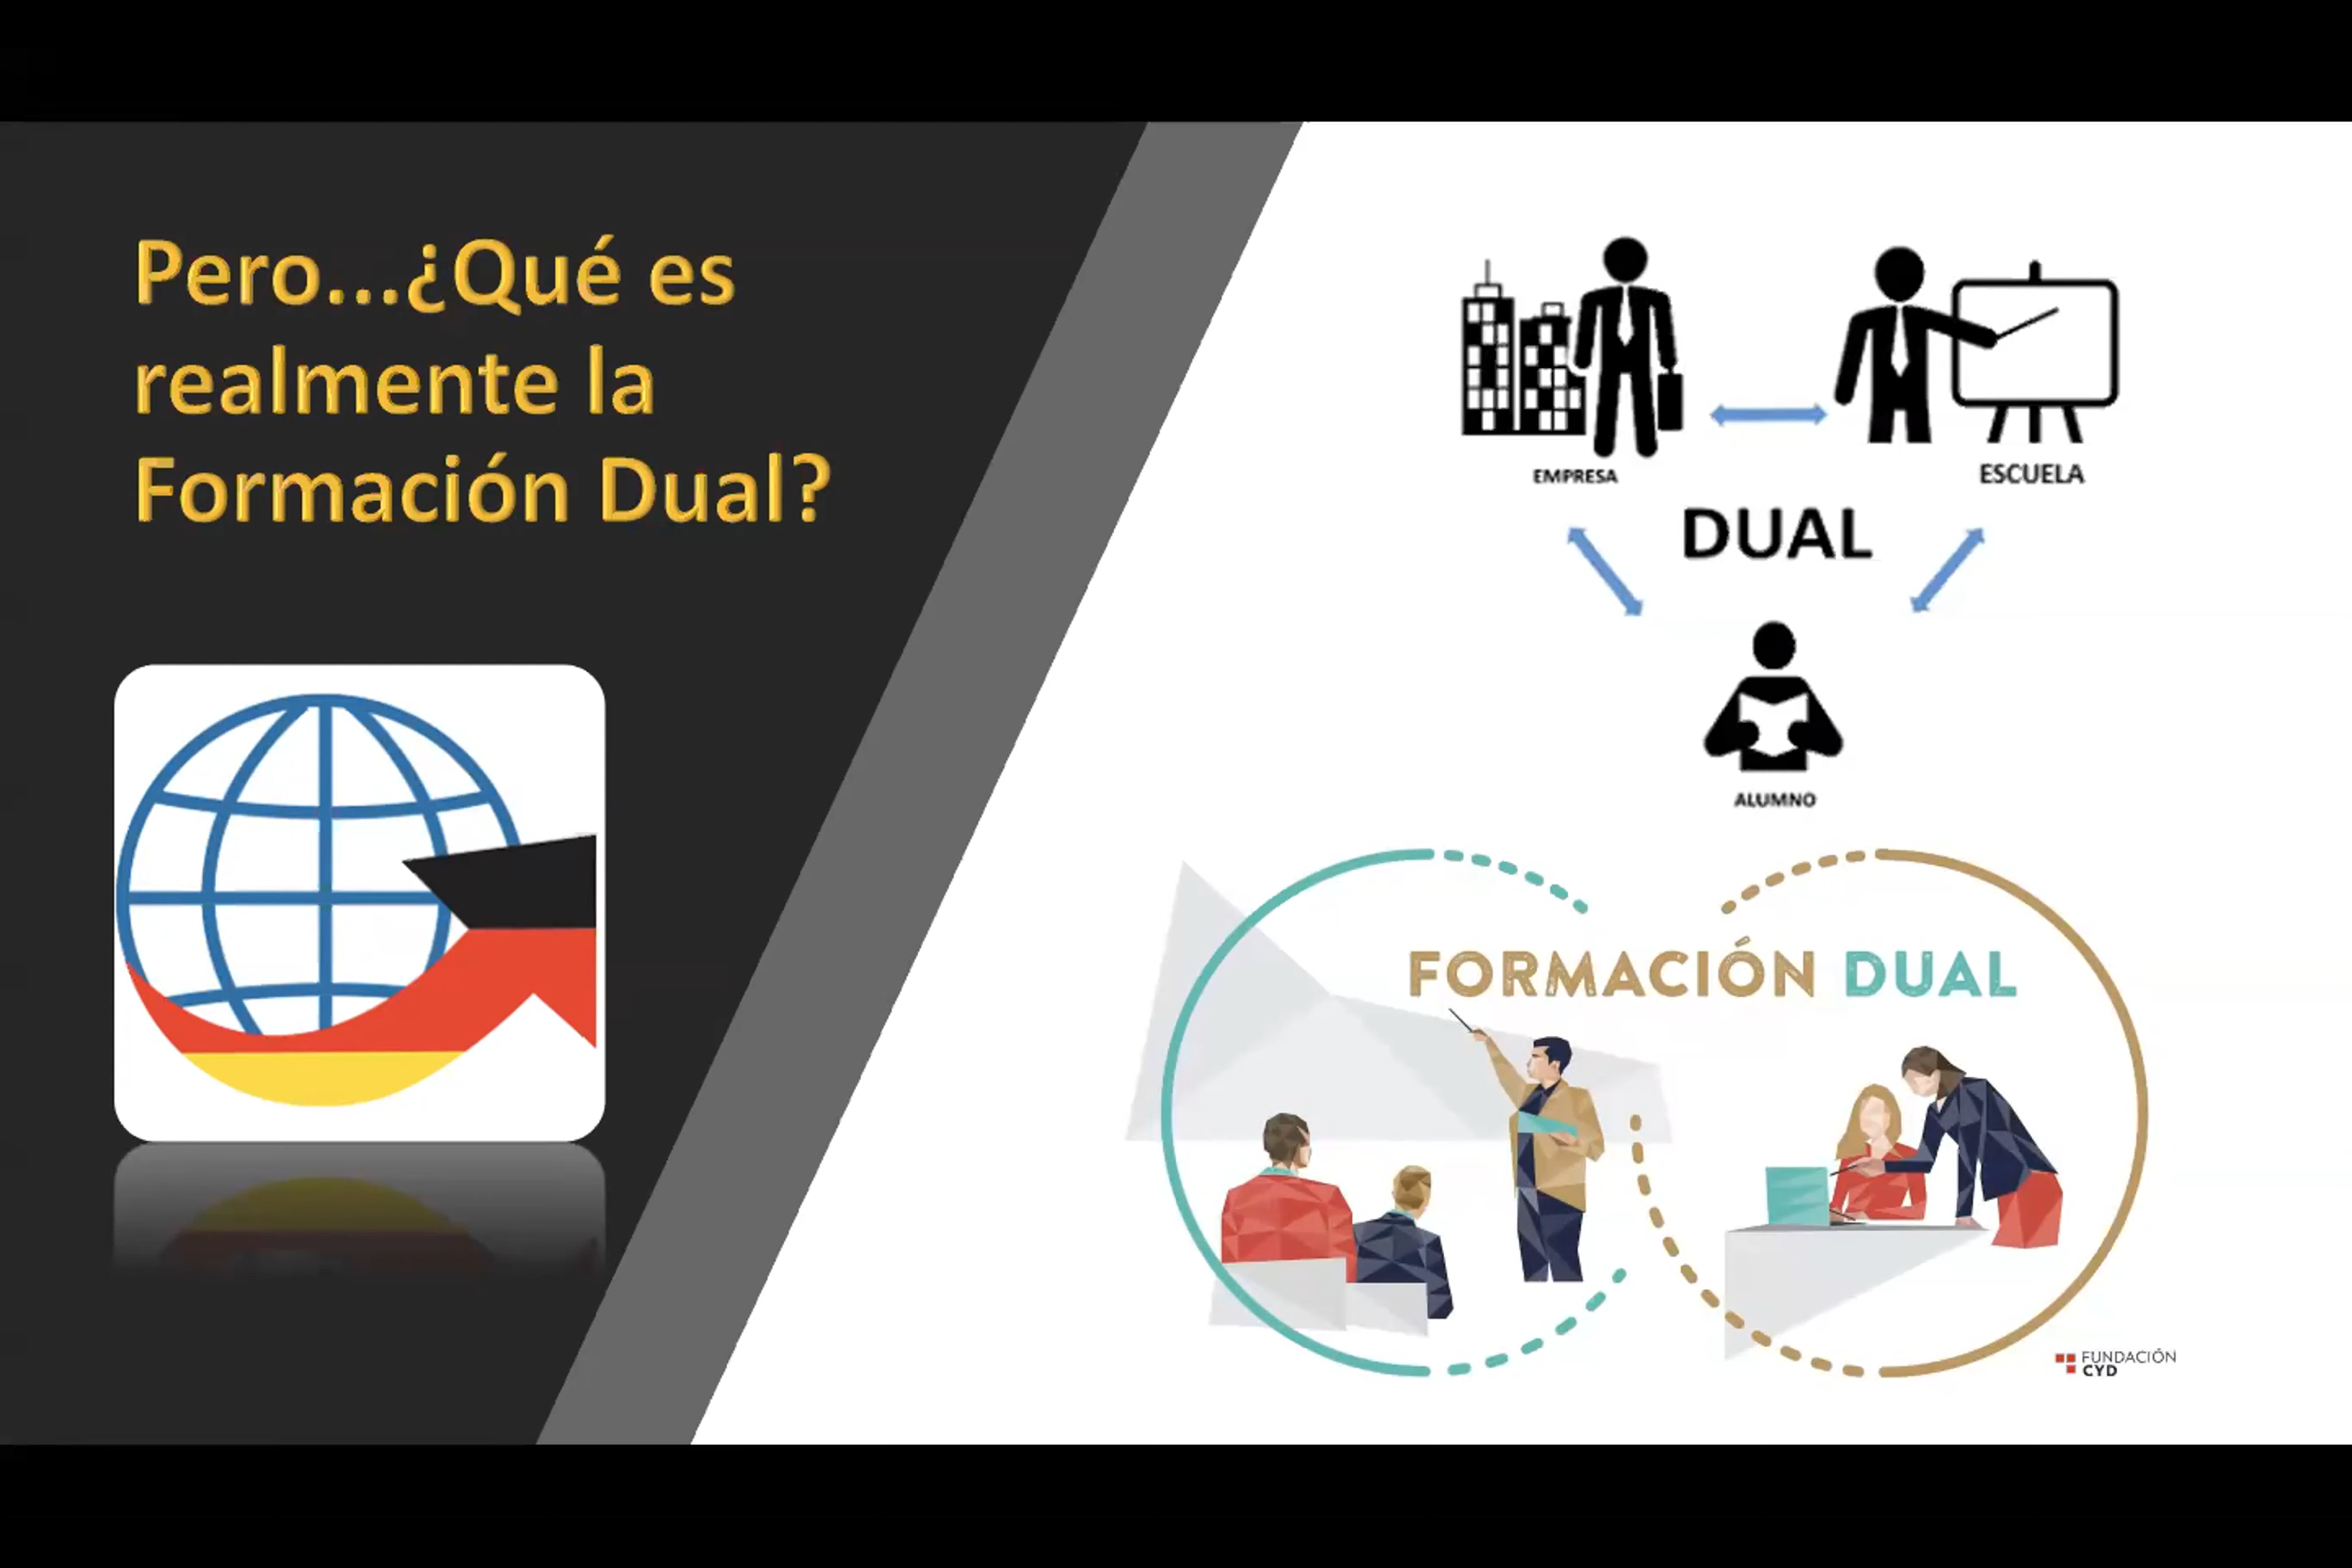 Pero...¿Qué es
realmente la
Formación Dual?
EMPRESA
ESCUELA
DUAL
ALUMNO
FORMACIÓN DUAL
FUNDACIÓN
CYD